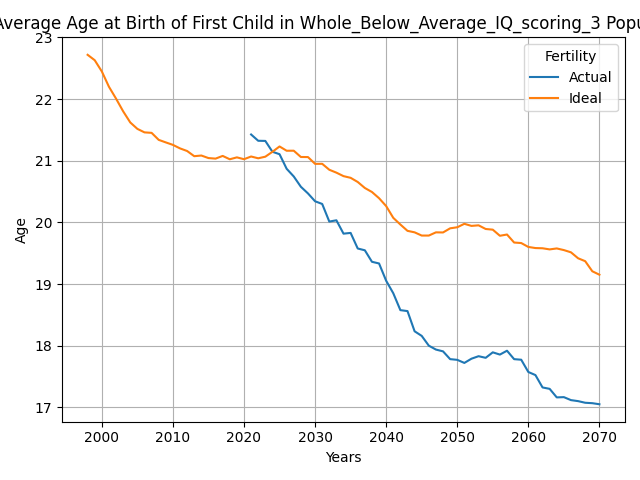 Average Age at Birth of First Child in Whole_Below_Average_IQ_scoring_3 Popu
Fertility
Actual
Ideal
23
22
21
20
19
18
17
Age
2000 2010 2020 2030 2040 2050 2060 2070
Years